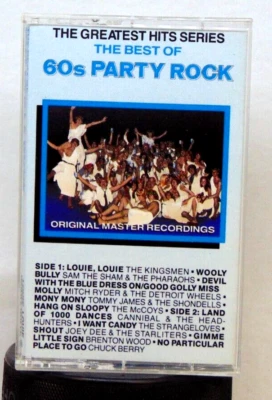 THE GREATEST HITS SERIES
THE BEST OF
60s PARTY ROCK
ORIGINAL MASTER RECORDINGS
SIDE 1: LOUIE, LOUIE THE KINGSMEN • WOOLY
BULLY SAM THE SHAM & THE PHARAOHS • DEVIL
WITH THE BLUE DRESS ON/GOOD GOLLY MISS
MOLLY MITCH RYDER & THE DETROIT WHEELS •
MONY MONY TOMMY JAMES & THE SHONDELLS •
HANG ON SLOOPY THE McCOYS • SIDE 2: LAND
OF 1000 DANCES CANNIBAL & THE HEAD-
HUNTERS • I WANT CANDY THE STRANGELOVES •
SHOUT JOEY DEE & THE STARLITERS • GIMME
LITTLE SIGN BRENTON WOOD • NO PARTICULAR
PLACE TO GO CHUCK BERRY